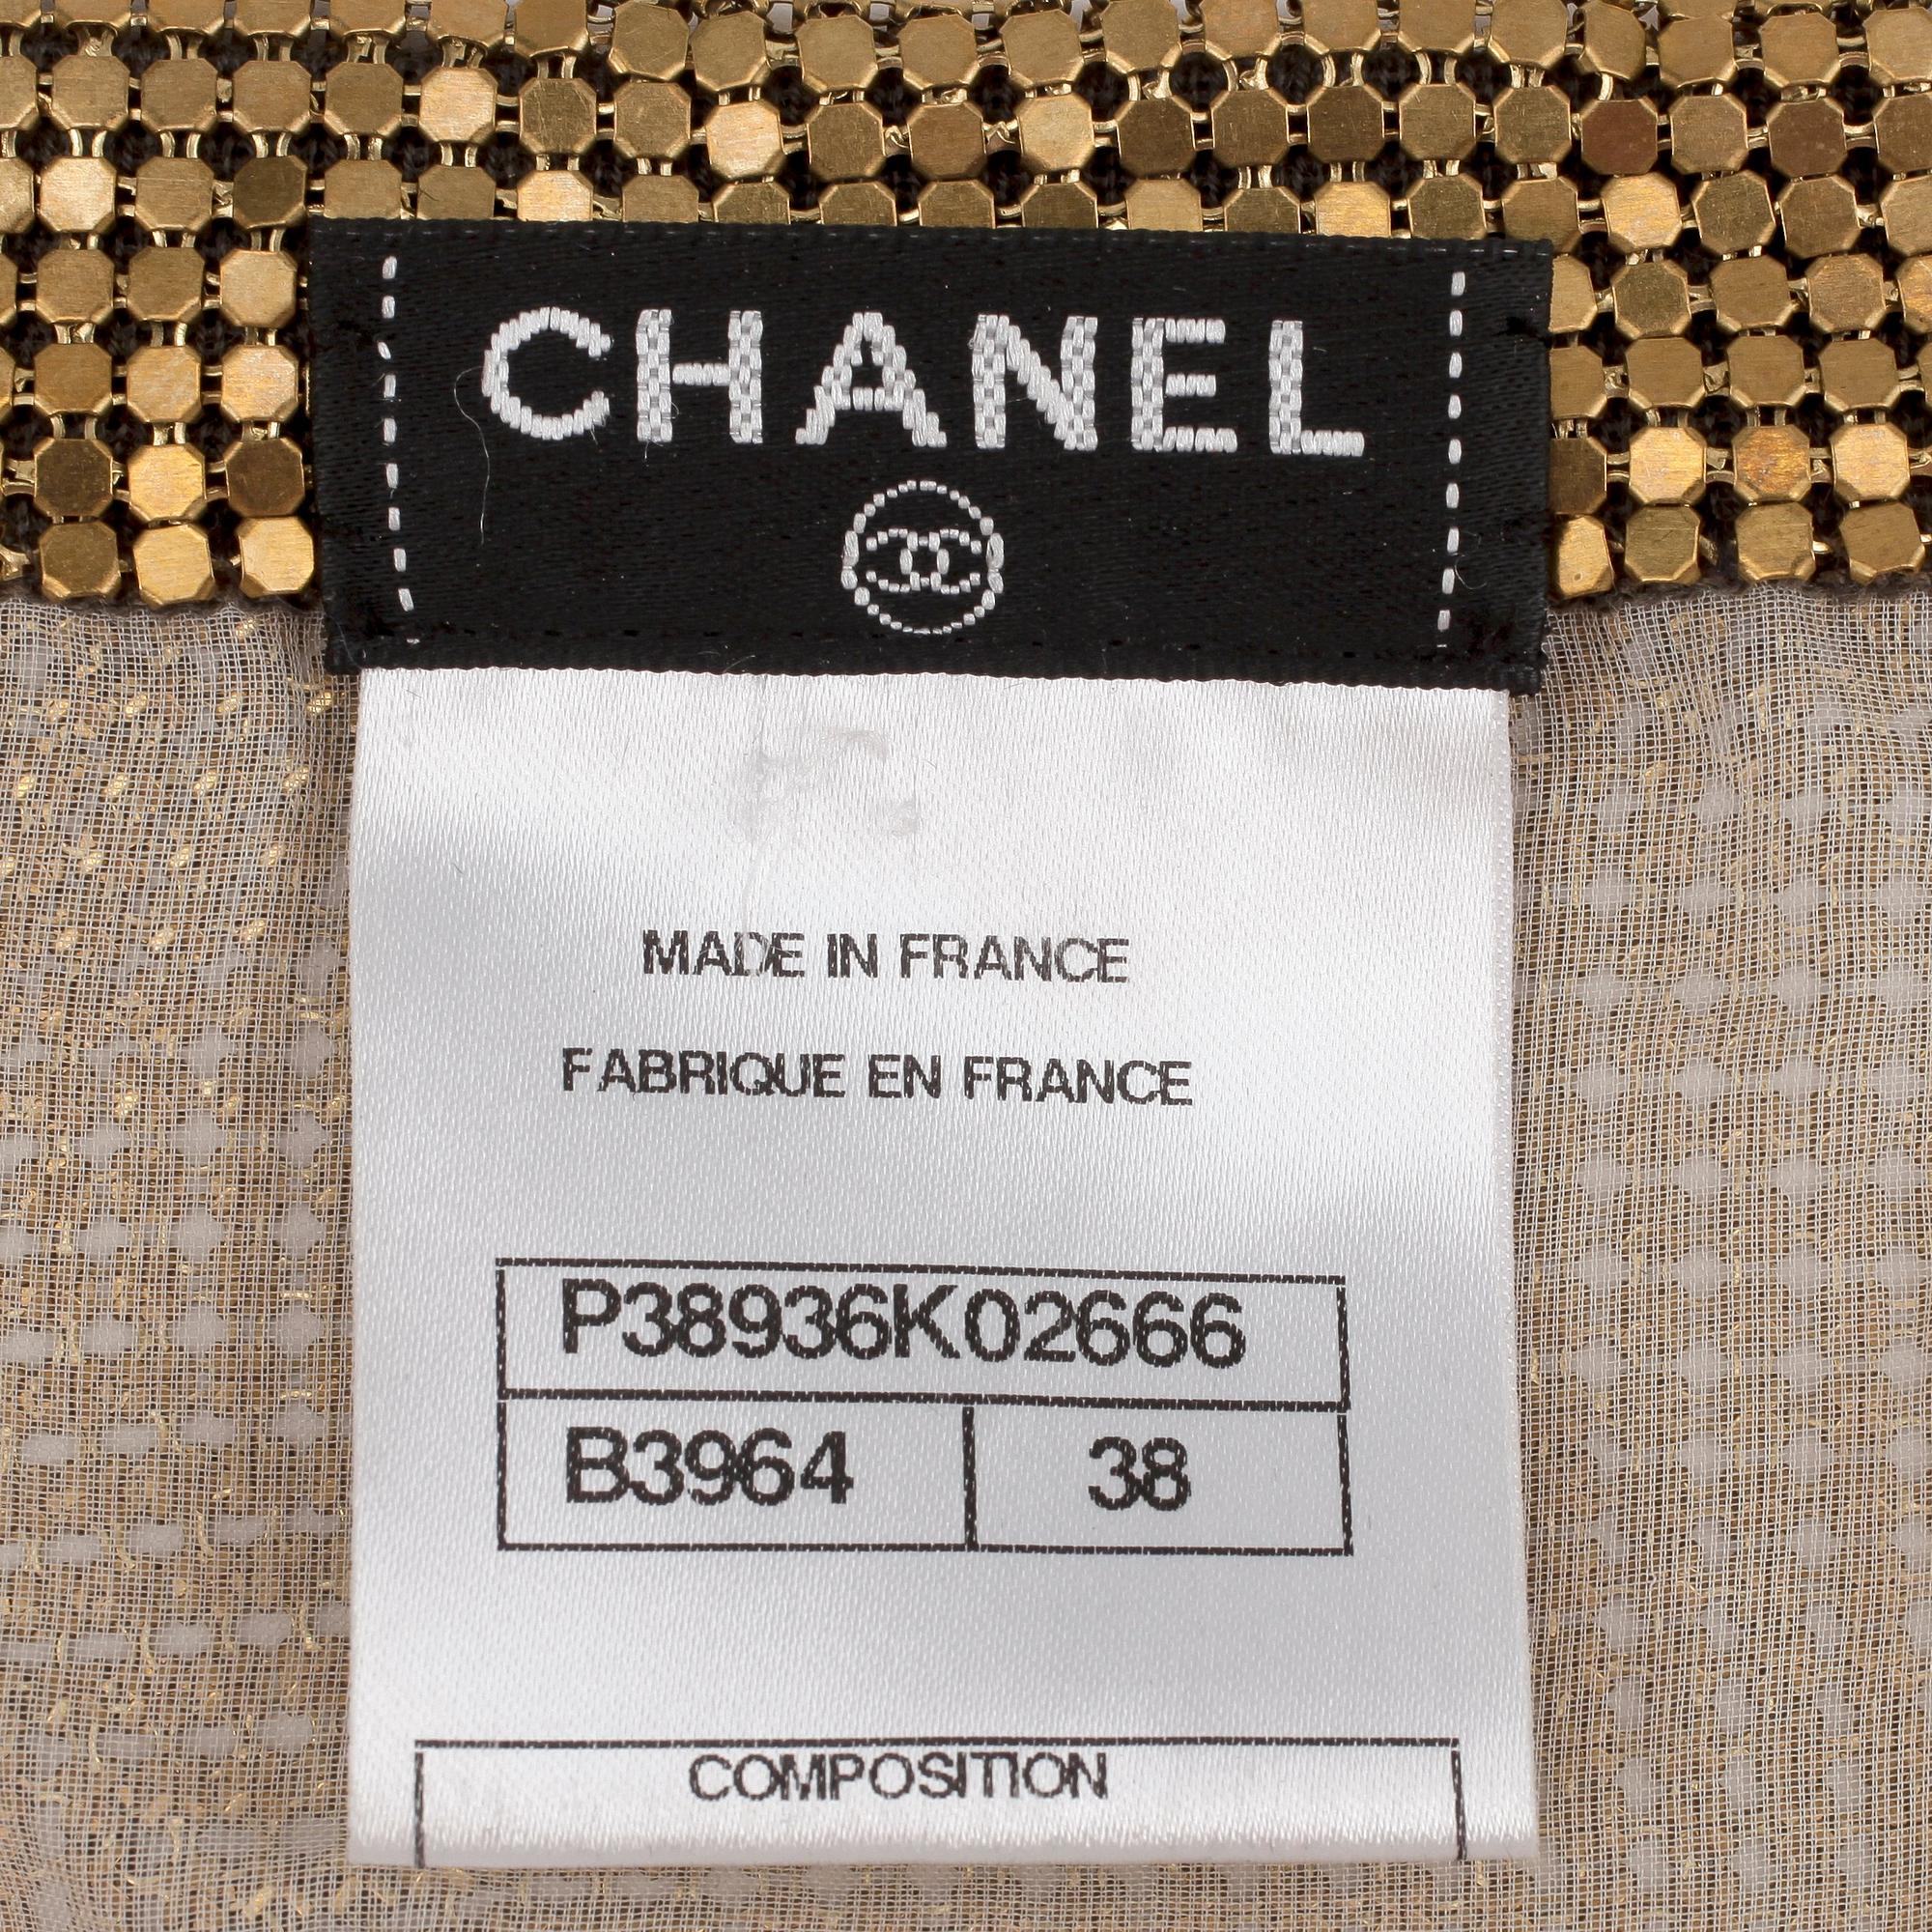 CHANEL
MADE IN FRANCE
FABRIQUE EN FRANCE
P38936K02666
B3964 38
COMPOSITION